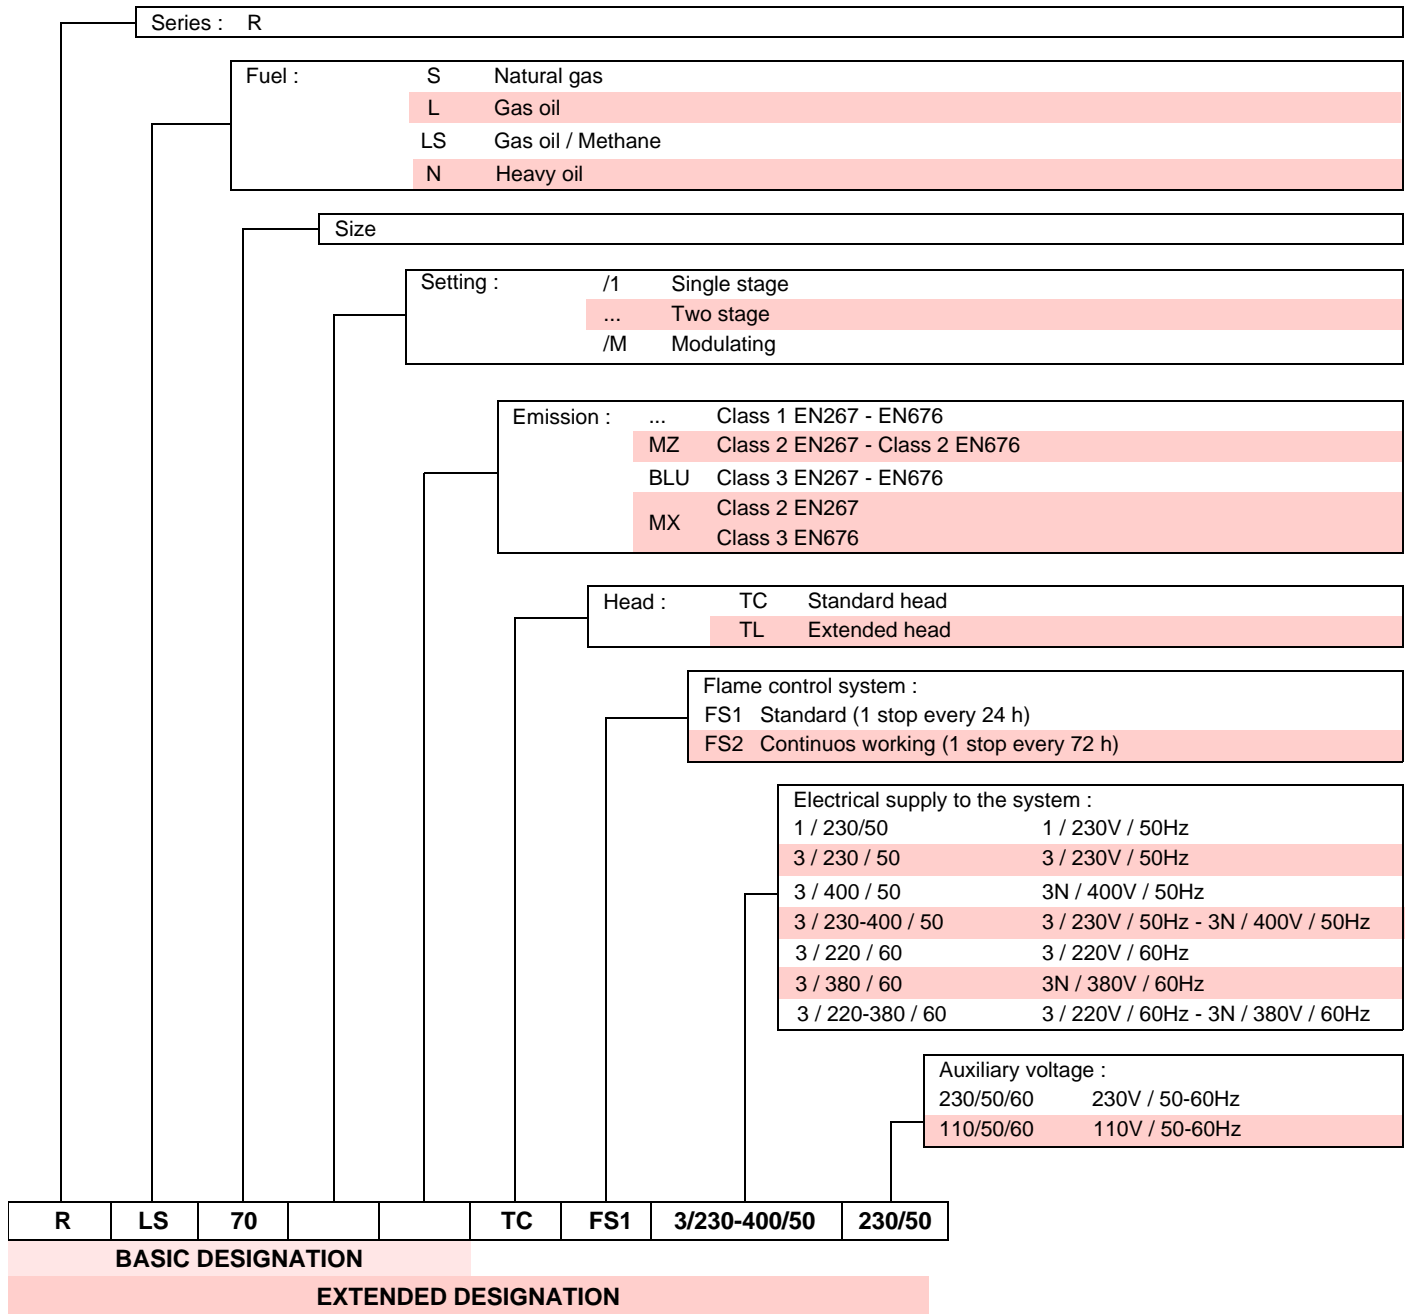 Series : R
Fuel : S Natural gas
L Gas oil
LS Gas oil / Methane
N Heavy oil
Size
Setting : /1 Single stage
... Two stage
/M Modulating
Emission : ... Class 1 EN267 - EN676
MZ Class 2 EN267 - Class 2 EN676
BLU Class 3 EN267 - EN676
MX Class 2 EN267
Class 3 EN676
Head : TC Standard head
TL Extended head
Flame control system :
FS1 Standard (1 stop every 24 h)
FS2 Continuos working (1 stop every 72 h)
Electrical supply to the system :
1 / 230/50 1 / 230V / 50Hz
3 / 230 / 50 3 / 230V / 50Hz
3 / 400 / 50 3N / 400V / 50Hz
3 / 230-400 / 50 3 / 230V / 50Hz - 3N / 400V / 50Hz
3 / 220 / 60 3 / 220V / 60Hz
3 / 380 / 60 3N / 380V / 60Hz
3 / 220-380 / 60 3 / 220V / 60Hz - 3N / 380V / 60Hz
Auxiliary voltage :
230/50/60 230V / 50-60Hz
110/50/60 110V / 50-60Hz
R LS 70 TC FS1 3/230-400/50 230/50
BASIC DESIGNATION
EXTENDED DESIGNATION